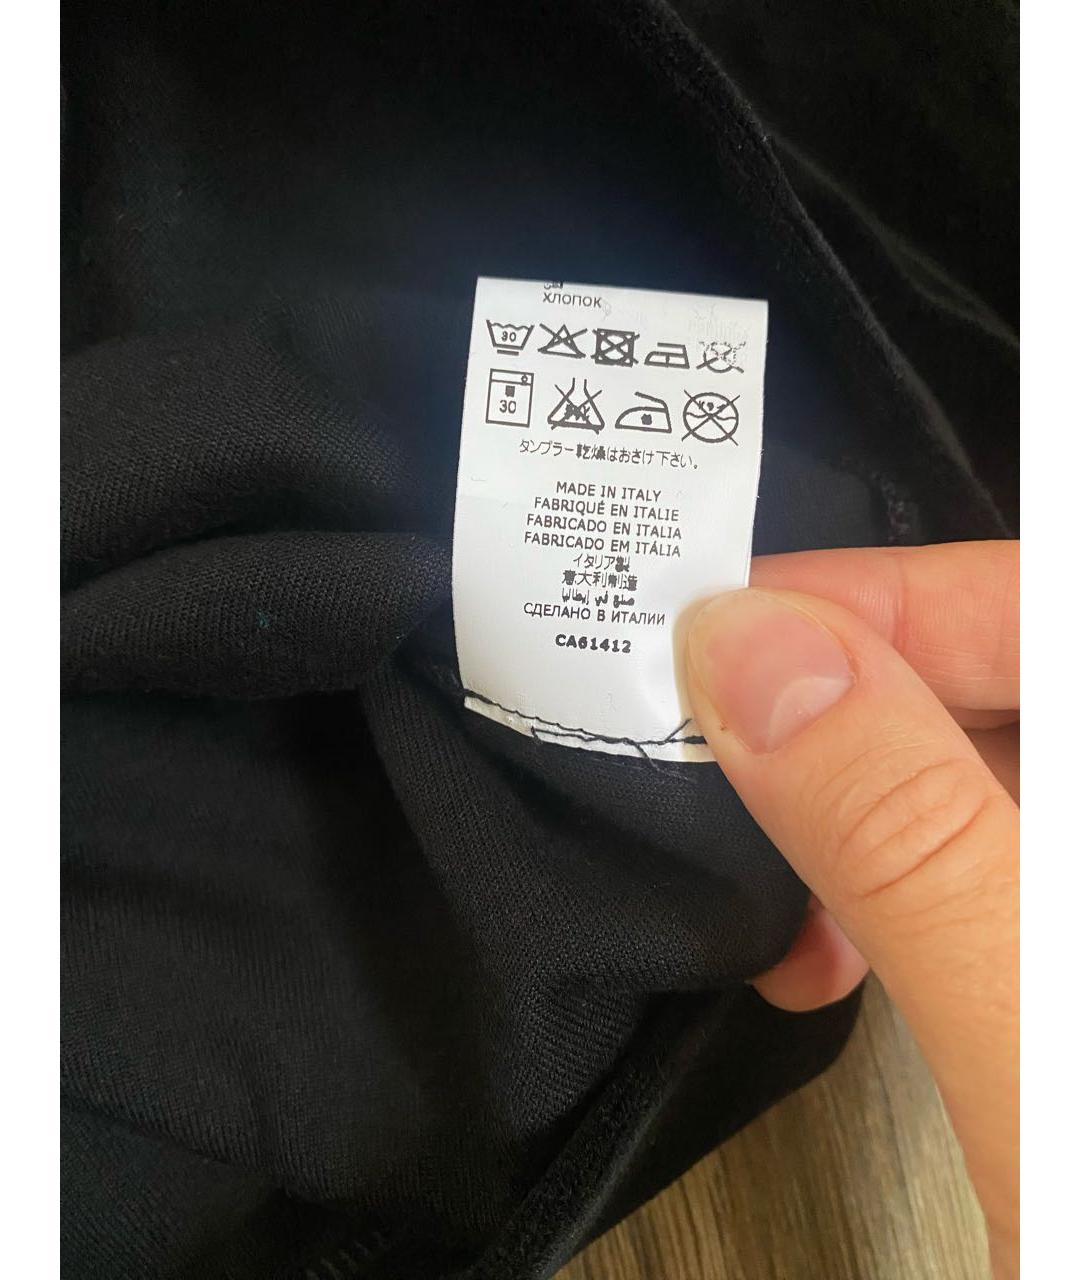 ХЛОПОК
30
30
タンブラー乾燥はおさけ下さい。
MADE IN ITALY
FABRIQUÉ EN ITALIE
FABRICADO EN ITALIA
FABRICADO EM ITÁLIA
イタリア製
意大利制造
صنع في إيطاليا
СДЕЛАНО В ИТАЛИИ
CA61412